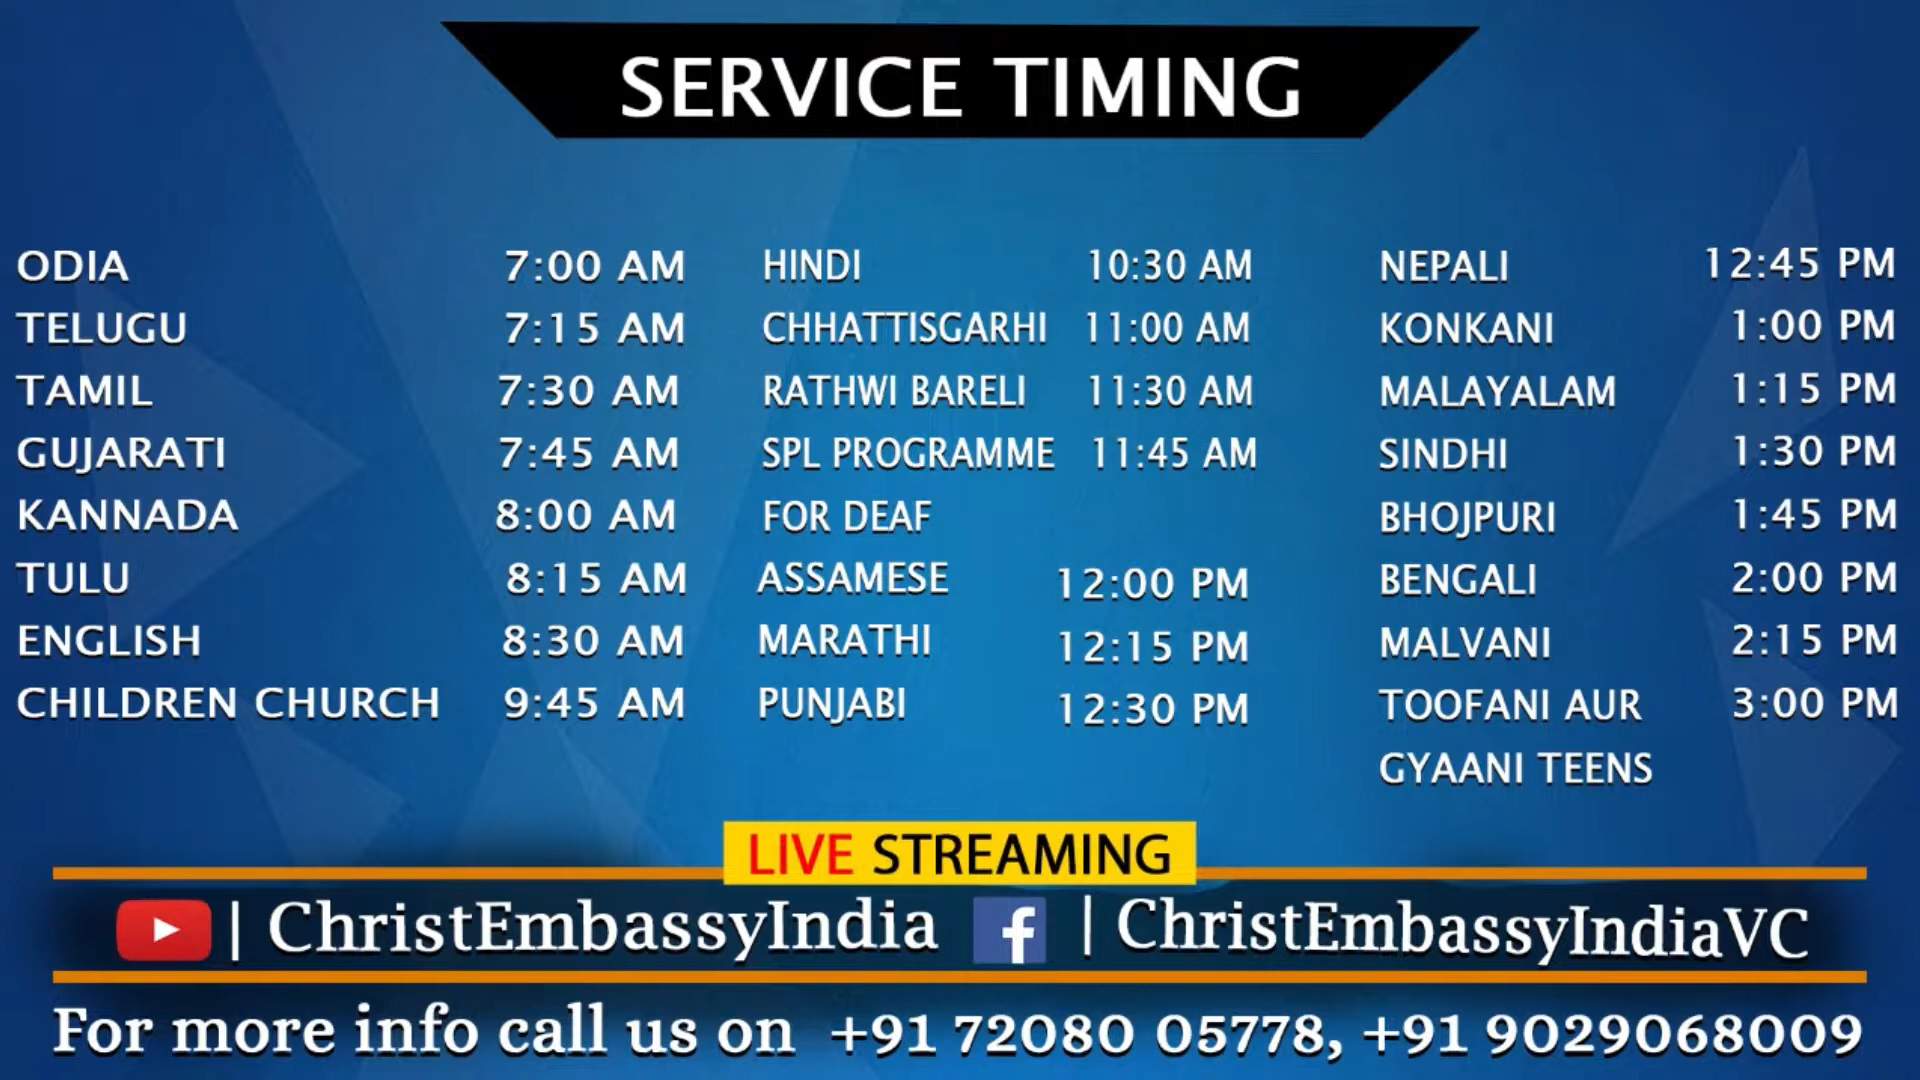 SERVICE TIMING
ODIA 7:00 AM
TELUGU 7:15 AM
TAMIL 7:30 AM
GUJARATI 7:45 AM
KANNADA 8:00 AM
TULU 8:15 AM
ENGLISH 8:30 AM
CHILDREN CHURCH 9:45 AM
HINDI 10:30 AM
CHHATTISGARHI 11:00 AM
RATHWI BARELI 11:30 AM
SPL PROGRAMME 11:45 AM
FOR DEAF
ASSAMESE 12:00 PM
MARATHI 12:15 PM
PUNJABI 12:30 PM
NEPALI 12:45 PM
KONKANI 1:00 PM
MALAYALAM 1:15 PM
SINDHI 1:30 PM
BHOJPURI 1:45 PM
BENGALI 2:00 PM
MALVANI 2:15 PM
TOOFANI AUR 3:00 PM
GYAANI TEENS
LIVE STREAMING
| ChristEmbassyIndia f | ChristEmbassyIndiaVC
For more info call us on +91 72080 05778, +91 9029068009